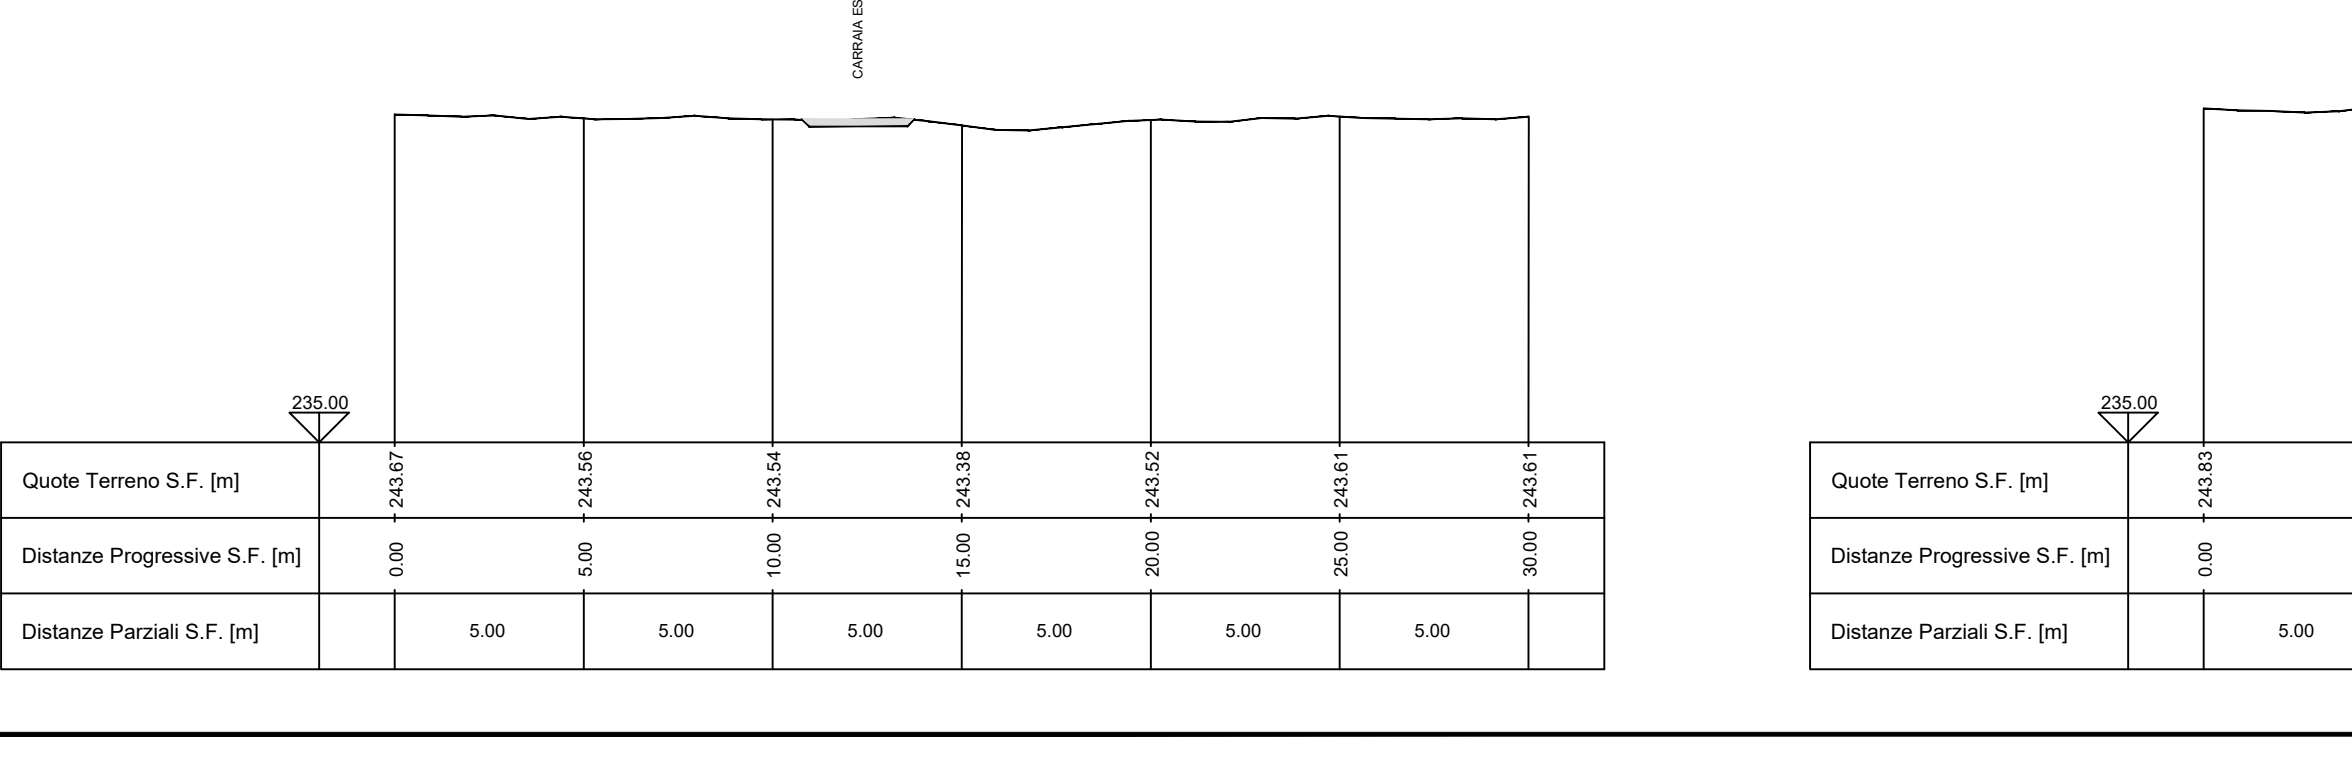 CARRAIA ES
235.00
Quote Terreno S.F. [m] 243.67 243.56 243.54 243.38 243.52 243.61 243.61
Distanze Progressive S.F. [m] 0.00 5.00 10.00 15.00 20.00 25.00 30.00
Distanze Parziali S.F. [m] 5.00 5.00 5.00 5.00 5.00 5.00
235.00
Quote Terreno S.F. [m] 243.83
Distanze Progressive S.F. [m] 0.00
Distanze Parziali S.F. [m] 5.00